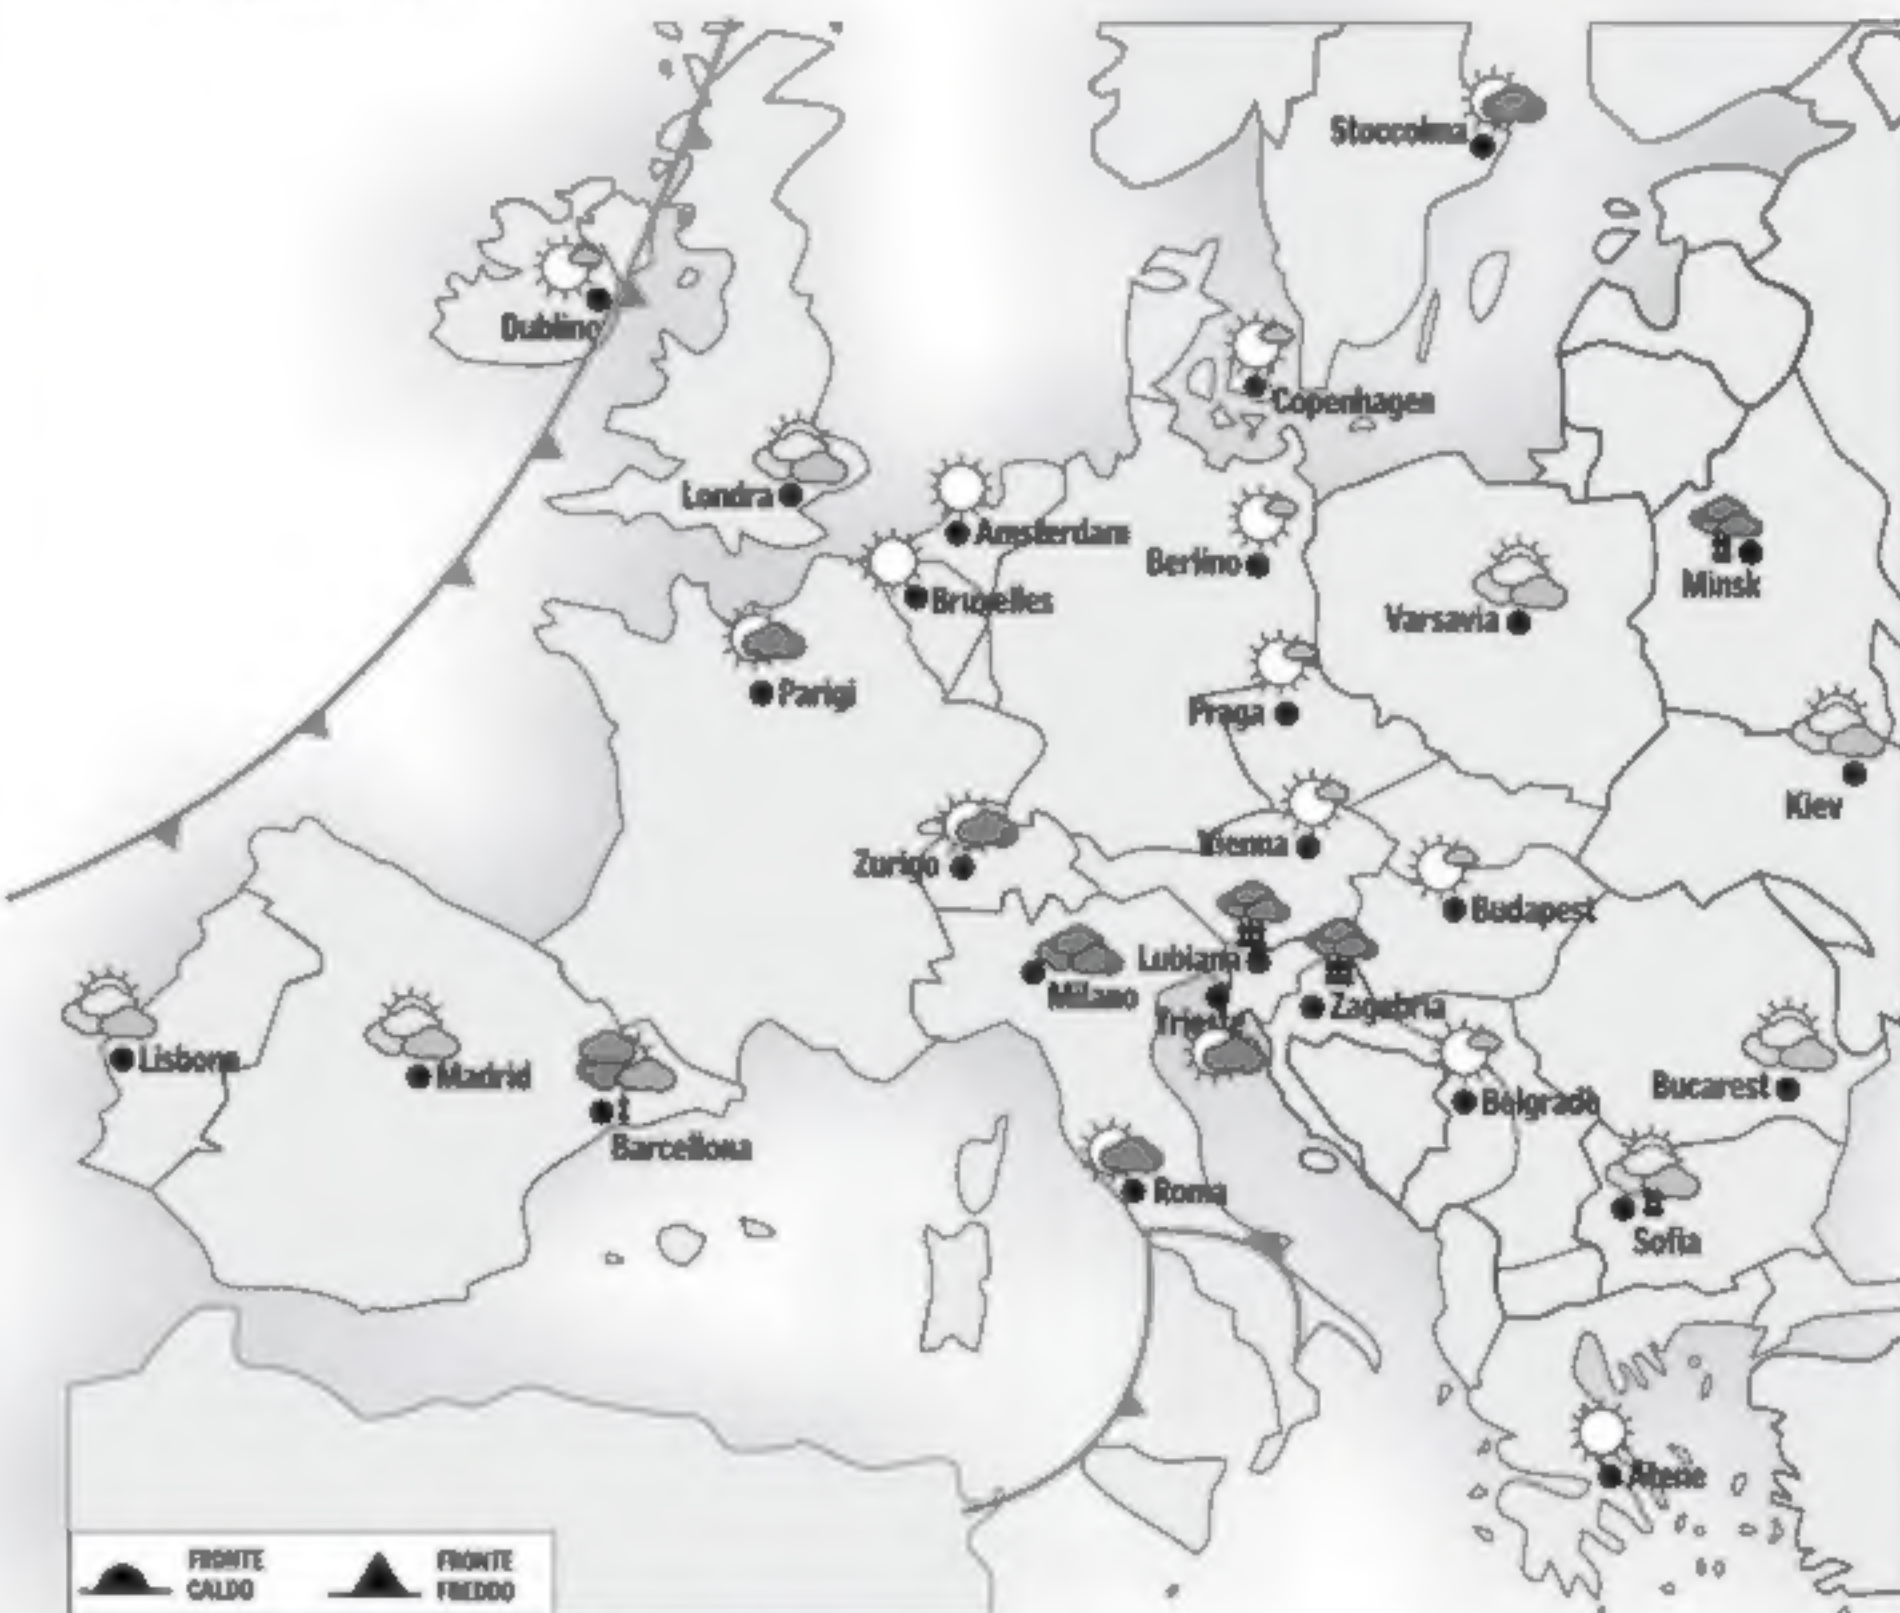 Stoccolma
Dublino
Copenhagen
Londra
Amsterdam
Berlino
Minsk
Bruxelles
Varsavia
Parigi
Praga
Kiev
Vienna
Zurigo
Budapest
Lubiana
Milano
Trieste
Zagabria
Lisbona
Madrid
Bucarest
Belgrado
Barcellona
Roma
Sofia
Atene
FRONTE
CALDO
FRONTE
FREDDO